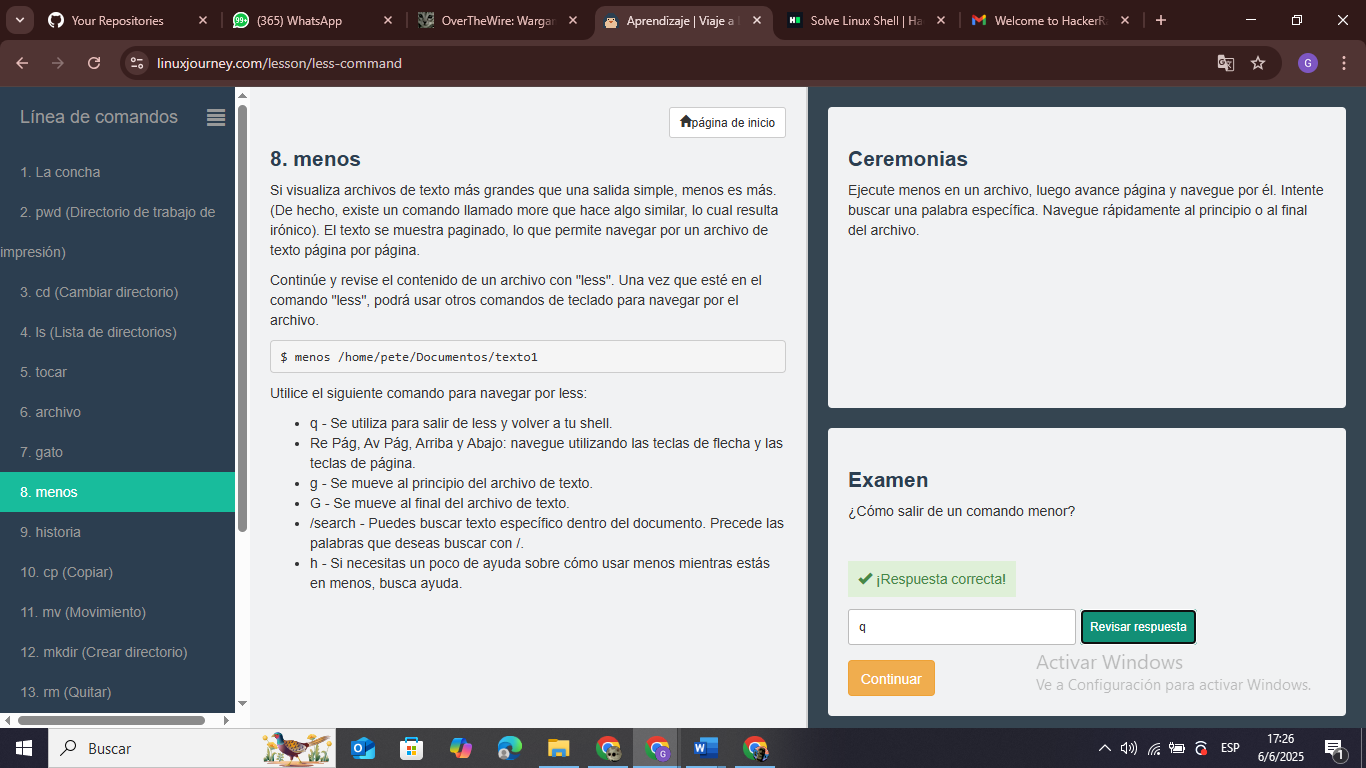 Your Repositories
99+
(365) WhatsApp
OverTheWire: Wargam
Aprendizaje | Viaje a
Solve Linux Shell | Ha
Welcome to HackerRa
linuxjourney.com/lesson/less-command
G
Línea de comandos
1. La concha
2. pwd (Directorio de trabajo de
impresión)
3. cd (Cambiar directorio)
4. ls (Lista de directorios)
5. tocar
6. archivo
7. gato
8. menos
9. historia
10. cp (Copiar)
11. mv (Movimiento)
12. mkdir (Crear directorio)
13. rm (Quitar)
página de inicio
8. menos
Si visualiza archivos de texto más grandes que una salida simple, menos es más.
(De hecho, existe un comando llamado more que hace algo similar, lo cual resulta
irónico). El texto se muestra paginado, lo que permite navegar por un archivo de
texto página por página.
Continúe y revise el contenido de un archivo con "less". Una vez que esté en el
comando "less", podrá usar otros comandos de teclado para navegar por el
archivo.
$ menos /home/pete/Documentos/texto1
Utilice el siguiente comando para navegar por less:
• q - Se utiliza para salir de less y volver a tu shell.
• Re Pág, Av Pág, Arriba y Abajo: navegue utilizando las teclas de flecha y las
teclas de página.
• g - Se mueve al principio del archivo de texto.
• G - Se mueve al final del archivo de texto.
• /search - Puedes buscar texto específico dentro del documento. Precede las
palabras que deseas buscar con /.
• h - Si necesitas un poco de ayuda sobre cómo usar menos mientras estás
en menos, busca ayuda.
Ceremonias
Ejecute menos en un archivo, luego avance página y navegue por él. Intente
buscar una palabra específica. Navegue rápidamente al principio o al final
del archivo.
Examen
¿Cómo salir de un comando menor?
¡Respuesta correcta!
q
Revisar respuesta
Continuar
Activar Windows
Ve a Configuración para activar Windows.
Buscar
ESP
17:26
6/6/2025
1